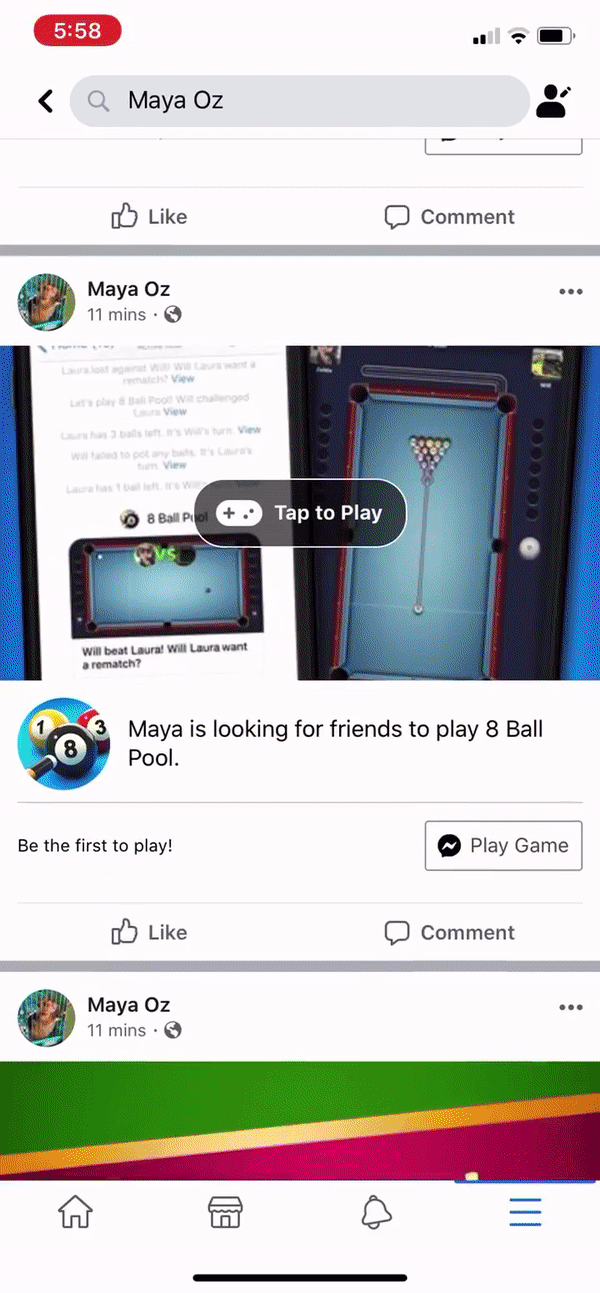 5:58
Maya Oz
Like
Comment
Maya Oz
11 mins ·
Laura lost against Will! Will Laura want a
rematch? View
Let's play 8 Ball Pool! Will challenged
Laura View
Laura has 3 balls left. It's Will's turn. View
Will failed to pot any balls. It's Laura's
turn. View
Laura has 1 ball left. It's
8 Ball
Tap to Play
VS
Will beat Laura! Will Laura want
a rematch?
1
3
8
Maya is looking for friends to play 8 Ball
Pool.
Be the first to play!
Play Game
Like
Comment
Maya Oz
11 mins ·